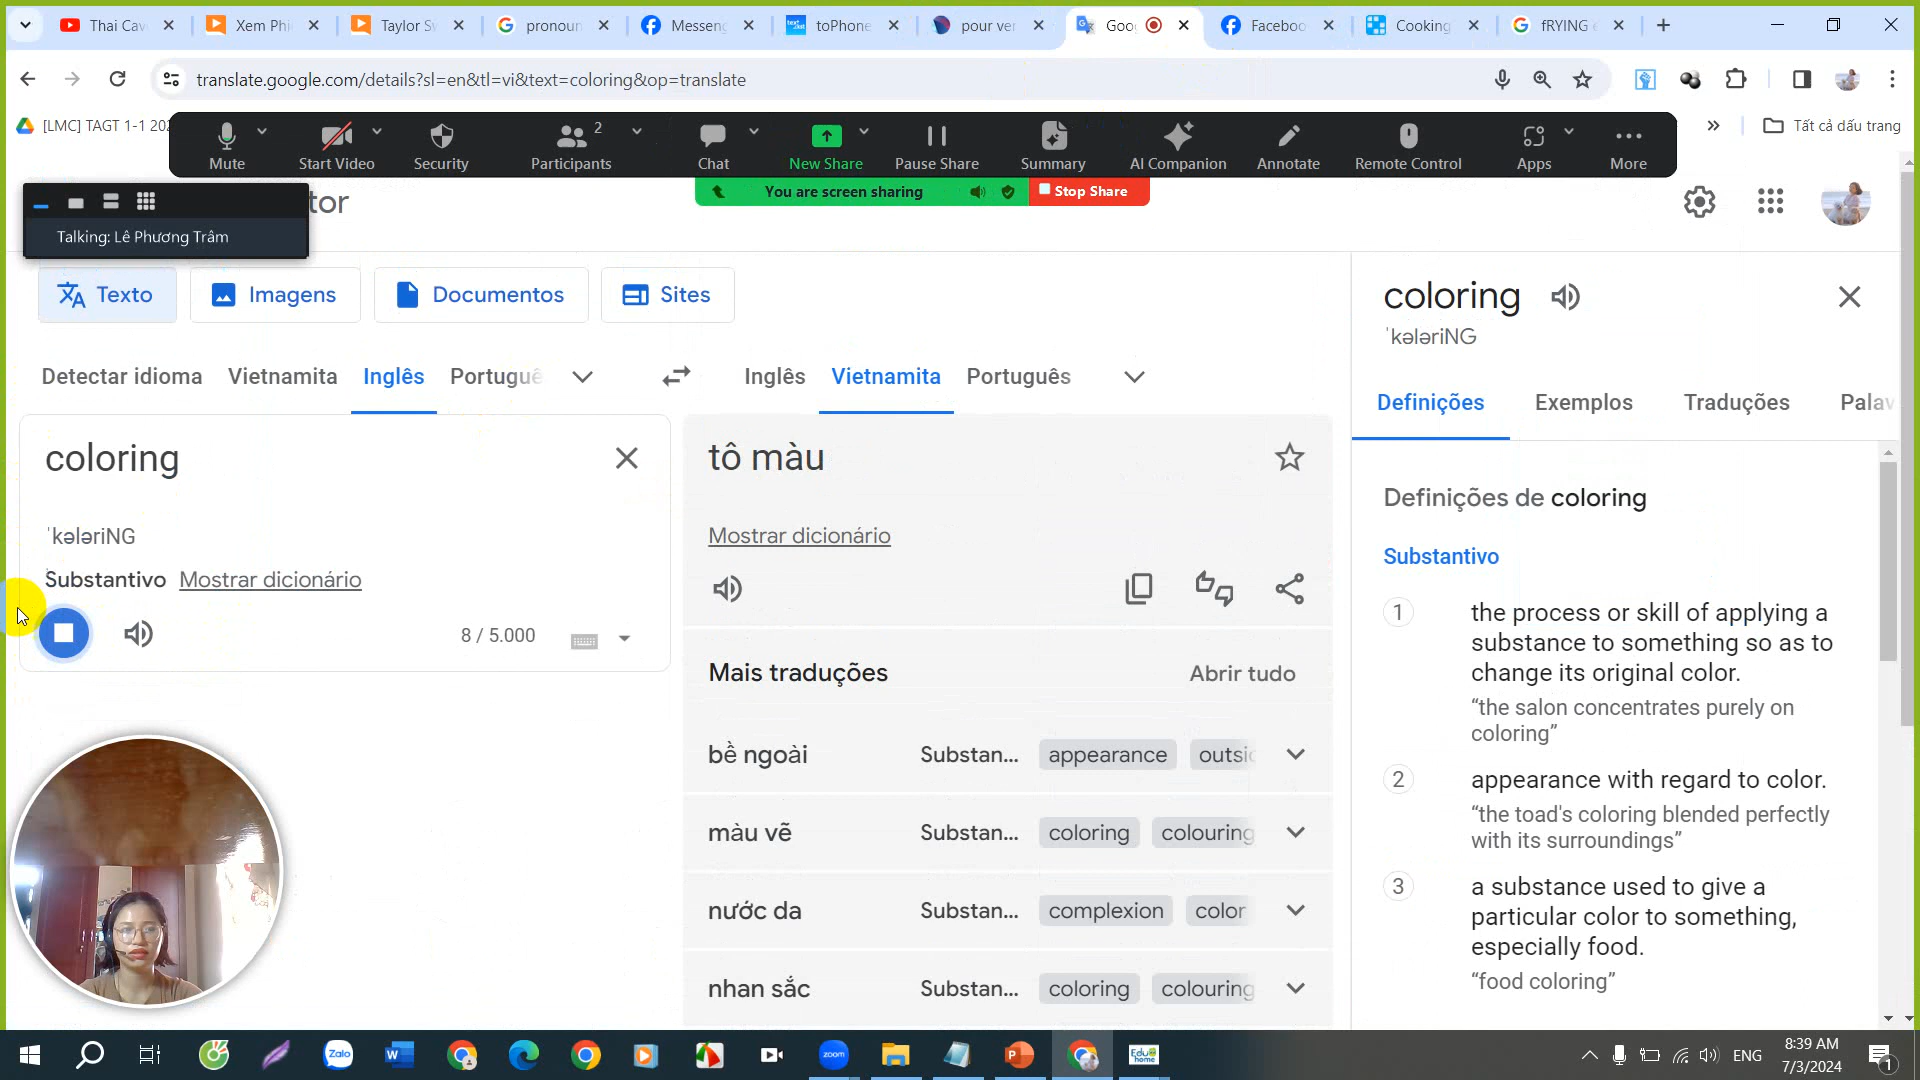 Thai Cav
Xem Phi
Taylor Sw
pronoun
Messeng
toPhone
pour ver
Goo
Faceboo
Cooking
fRYING e
translate.google.com/details?sl=en&tl=vi&text=coloring&op=translate
[LMC] TAGT 1-1 202
Tất cả dấu trang
Mute
Start Video
Security
Participants
2
Chat
New Share
Pause Share
Summary
AI Companion
Annotate
Remote Control
Apps
More
You are screen sharing
Stop Share
tor
Talking: Lê Phương Trâm
Texto
Imagens
Documentos
Sites
Detectar idioma
Vietnamita
Inglês
Portuguê
Inglês
Vietnamita
Português
coloring
ˈkələriNG
Substantivo Mostrar dicionário
8 / 5.000
tô màu
Mostrar dicionário
Mais traduções
Abrir tudo
bề ngoài Substan... appearance outsid
màu vẽ Substan... coloring colouring
nước da Substan... complexion color
nhan sắc Substan... coloring colouring
coloring
ˈkələriNG
Definições
Exemplos
Traduções
Palav
Definições de coloring
Substantivo
1
the process or skill of applying a
substance to something so as to
change its original color.
“the salon concentrates purely on
coloring”
2
appearance with regard to color.
“the toad's coloring blended perfectly
with its surroundings”
3
a substance used to give a
particular color to something,
especially food.
“food coloring”
Zalo
zoom
Edu
home
ENG
8:39 AM
7/3/2024
1